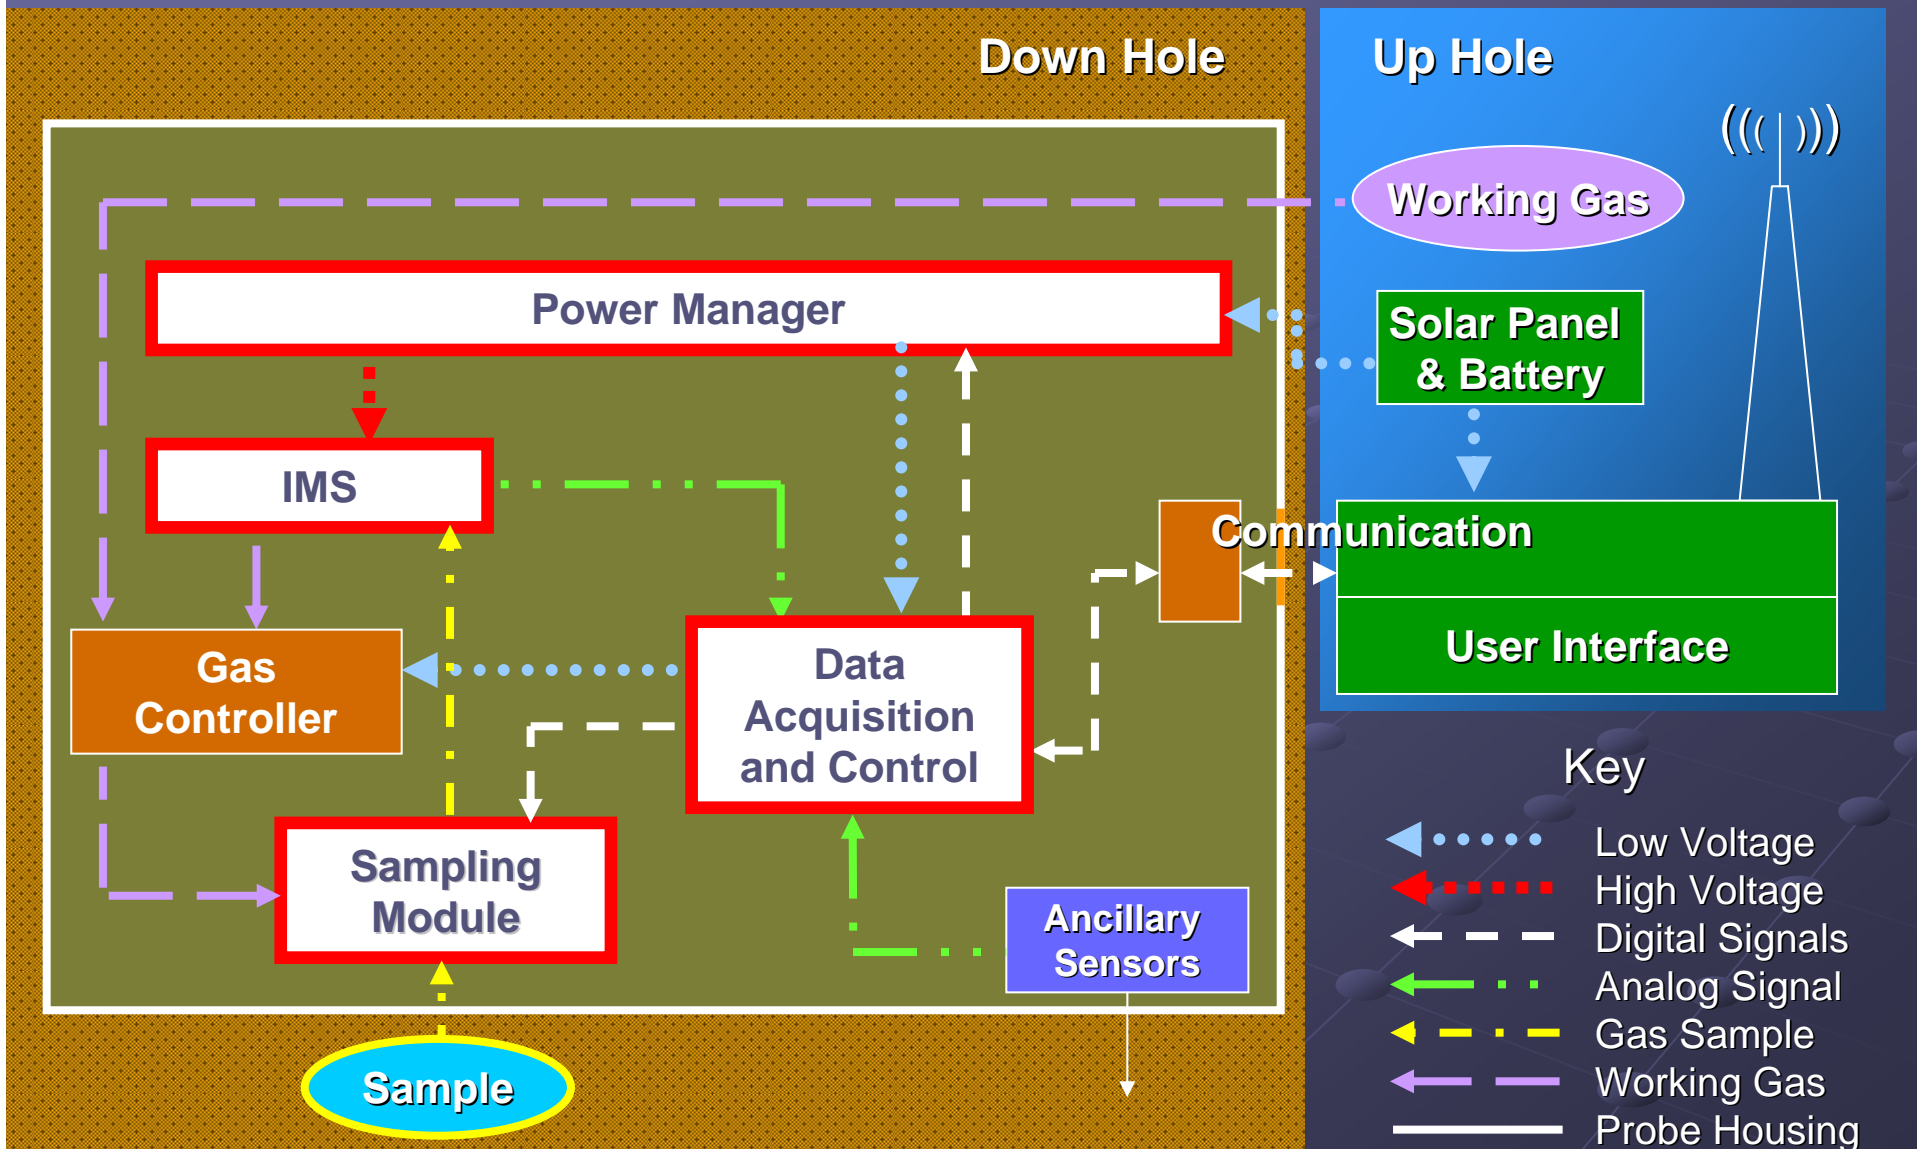 Down Hole
Up Hole
((( )))
Working Gas
Power Manager
Solar Panel
& Battery
IMS
Communication
User Interface
Gas
Controller
Data
Acquisition
and Control
Sampling
Module
Ancillary
Sensors
Sample
Key
Low Voltage
High Voltage
Digital Signals
Analog Signal
Gas Sample
Working Gas
Probe Housing